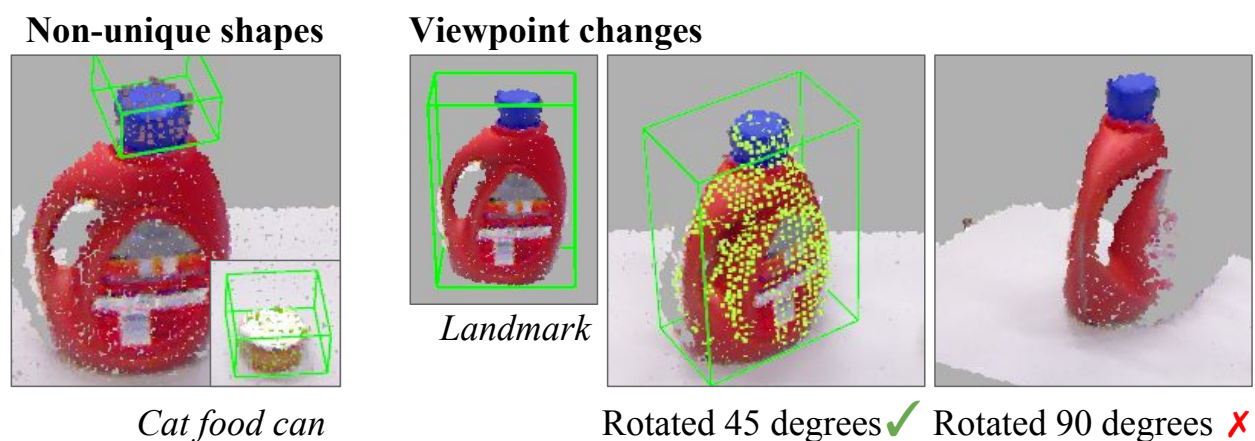 Non-unique shapes
Viewpoint changes
Landmark
Cat food can
Rotated 45 degrees ✓
Rotated 90 degrees ✗